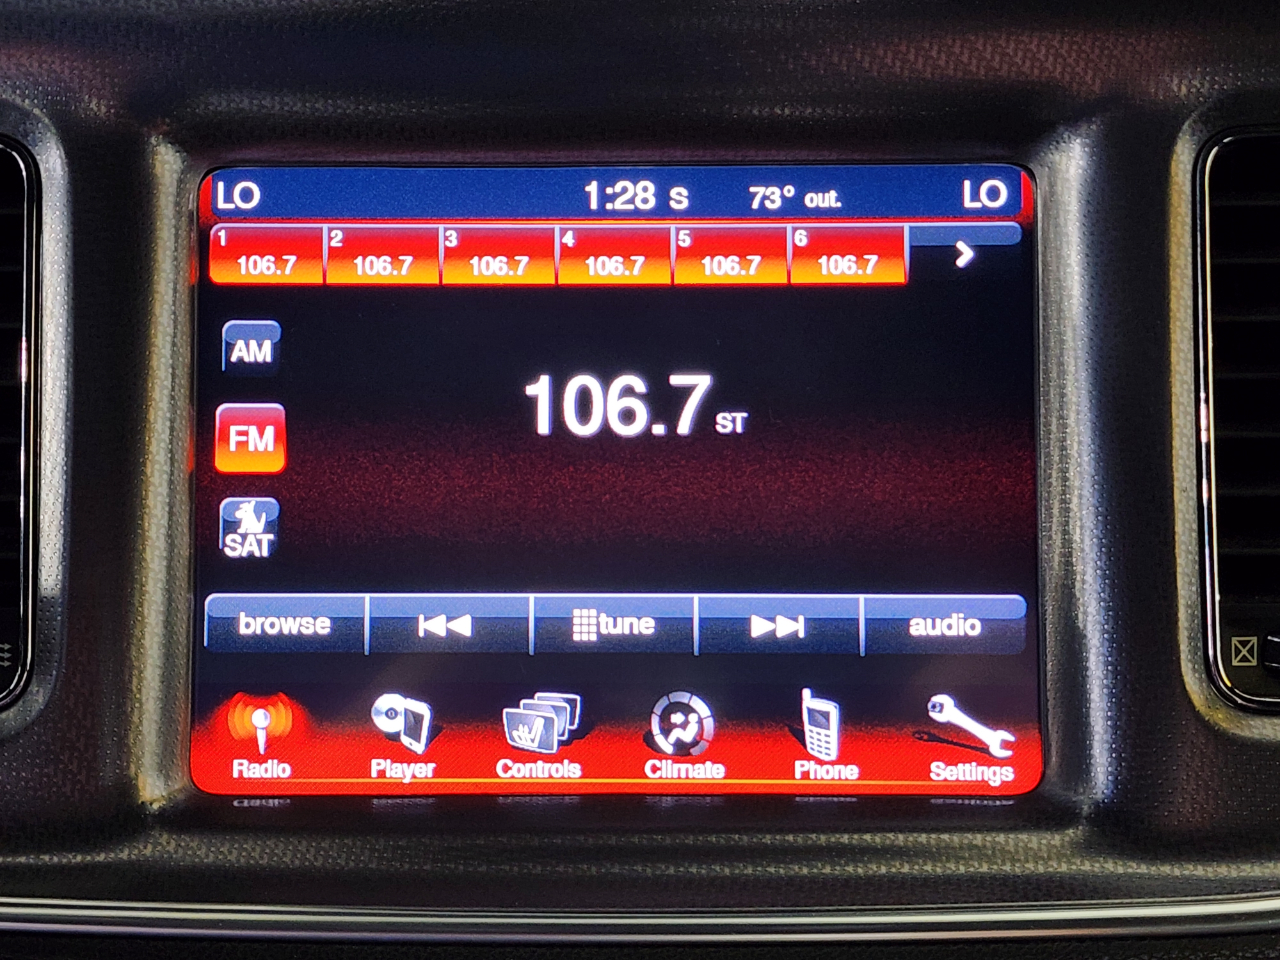 LO 1:28 S 73° out. LO
1 2 3 4 5 6
106.7 106.7 106.7 106.7 106.7 106.7
AM
106.7 ST
FM
SAT
browse tune audio
Radio Player Controls Climate Phone Settings